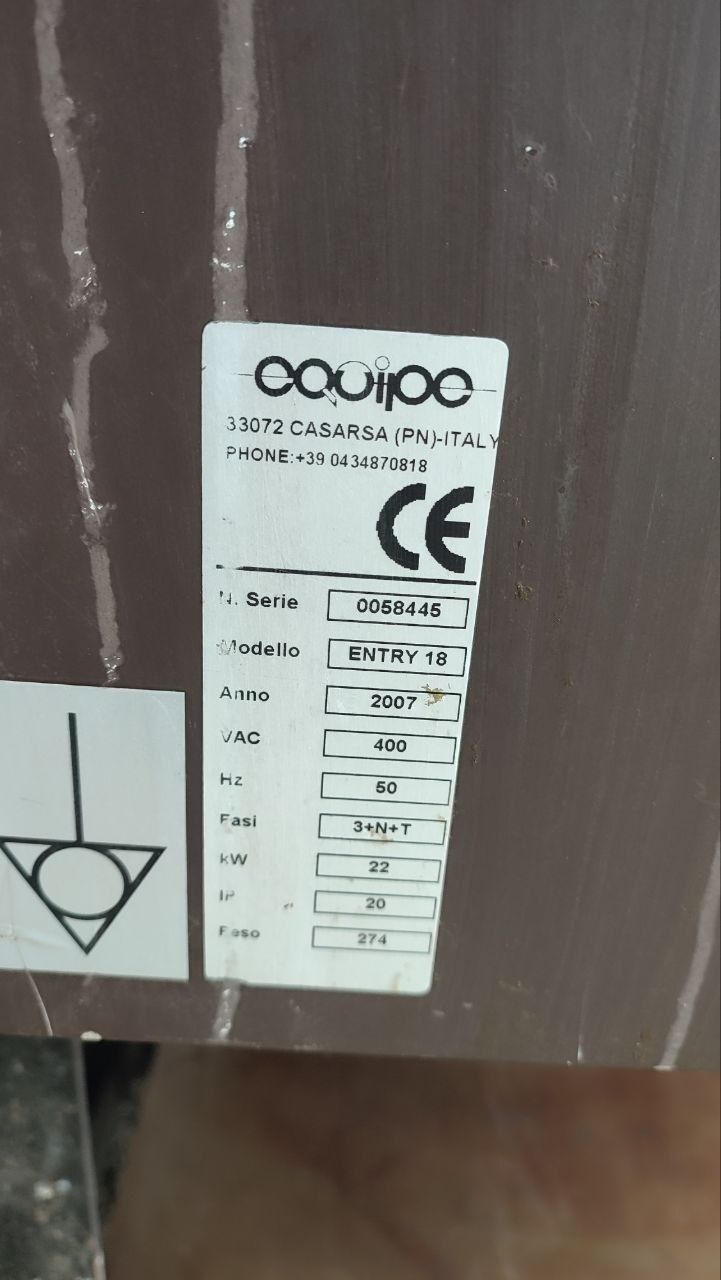 equipe
33072 CASARSA (PN)-ITALY
PHONE:+39 0434870818
CE
N. Serie 0058445
Modello ENTRY 18
Anno 2007
VAC 400
Hz 50
Fasi 3+N+T
kW 22
IP 20
Peso 274